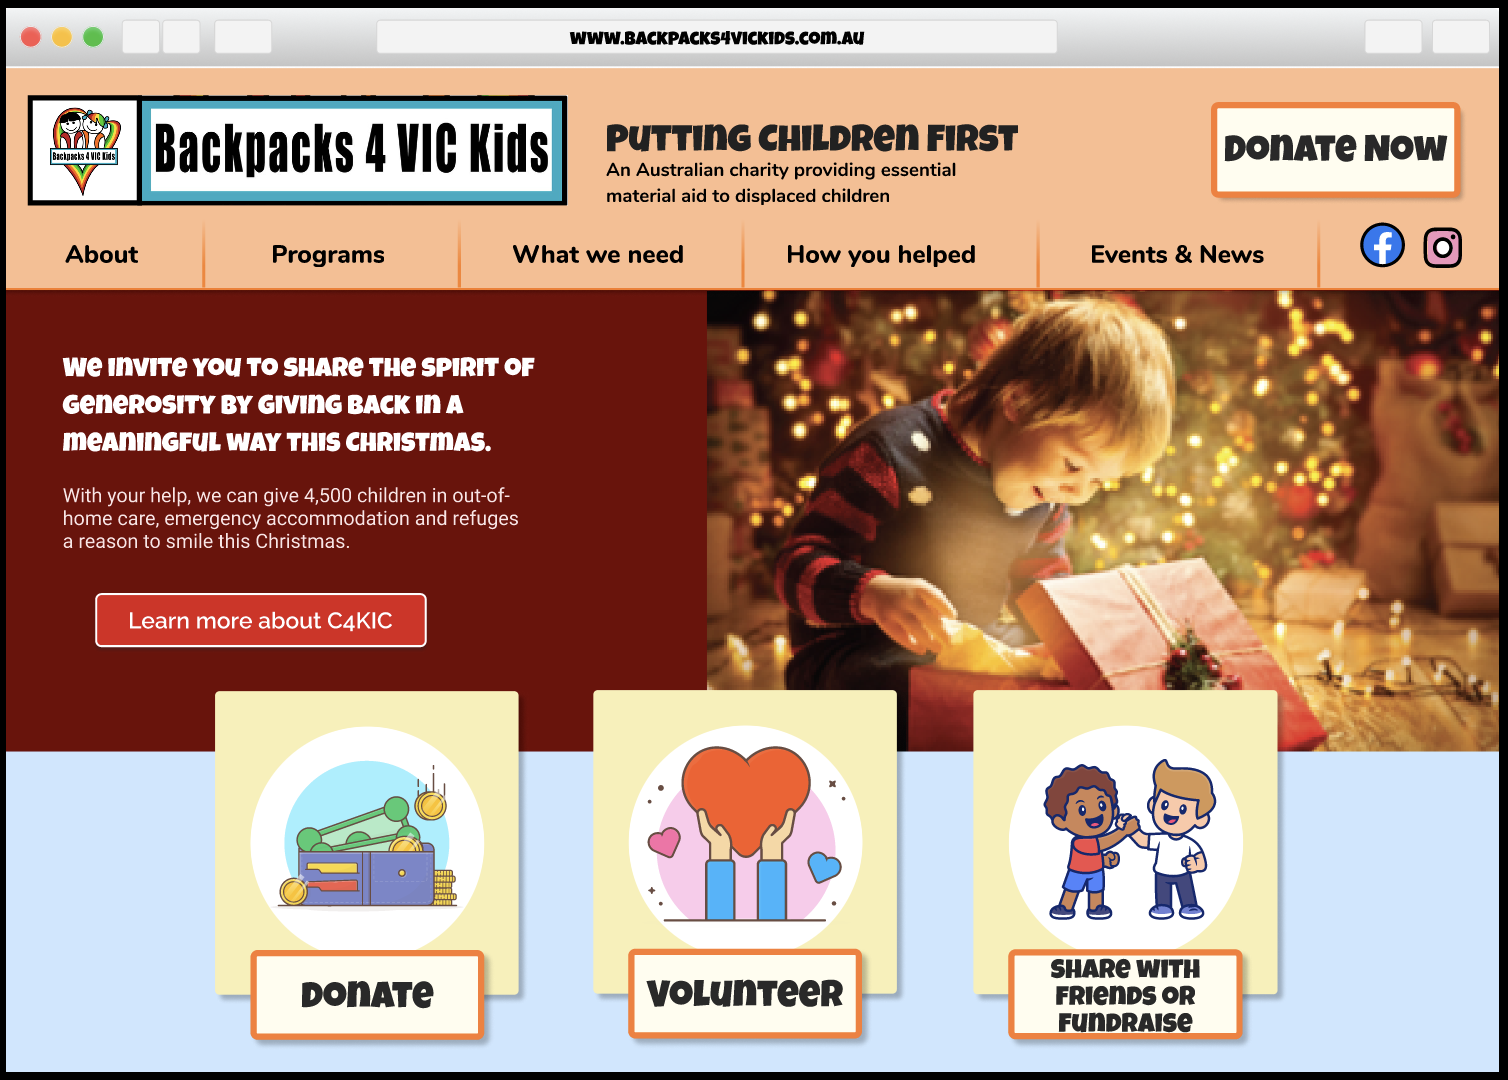 www.backpacks4vickids.com.au
Backpacks 4 VIC Kids
Backpacks 4 VIC Kids
Putting Children First
An Australian charity providing essential
material aid to displaced children
Donate Now
About
Programs
What we need
How you helped
Events & News
We invite you to share the spirit of
generosity by giving back in a
meaningful way this Christmas.
With your help, we can give 4,500 children in out-of-
home care, emergency accommodation and refuges
a reason to smile this Christmas.
Learn more about C4KIC
Donate
Volunteer
Share with
friends or
fundraise